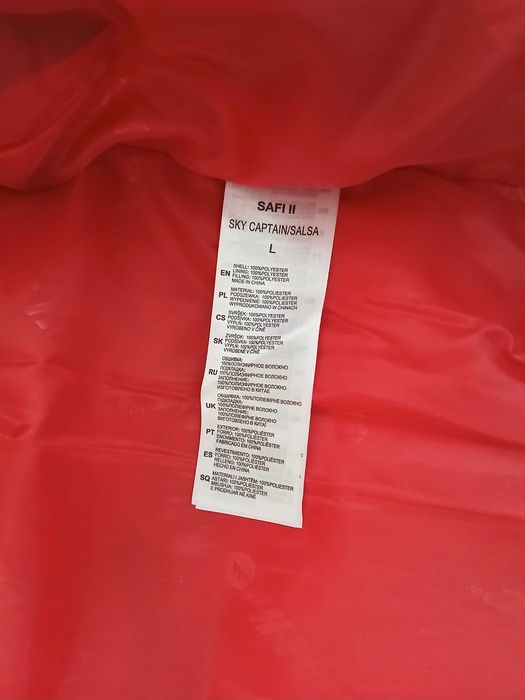 SAFI II
SKY CAPTAIN/SALSA
L
EN SHELL: 100%POLYESTER
LINING: 100%POLYESTER
FILLING: 100%POLYESTER
MADE IN CHINA
PL MATERIAŁ: 100%POLIESTER
PODSZEWKA: 100%POLIESTER
WYPEŁNIENIE: 100%POLIESTER
WYPRODUKOWANO W CHINACH
CS SVRŠEK: 100%POLYESTER
PODŠÍVKA: 100%POLYESTER
VÝPLŇ: 100%POLYESTER
VYROBENO V ČÍNĚ
SK ZVRŠOK: 100%POLYESTER
PODŠÍVKA: 100%POLYESTER
VÝPLŇ: 100%POLYESTER
VYROBENÉ V ČÍNE
RU ОБШИВКА:
100%ПОЛИЭФИРНОЕ ВОЛОКНО
ПОДКЛАДКА:
100%ПОЛИЭФИРНОЕ ВОЛОКНО
ЗАПОЛНЕНИЕ:
100%ПОЛИЭФИРНОЕ ВОЛОКНО
ИЗГОТОВЛЕНО В КИТАЕ
UK ОБШИВКА: 100%ПОЛІЕФІРНЕ ВОЛОКНО
ПІДКЛАДКА:
100%ПОЛІЕФІРНЕ ВОЛОКНО
ЗАПОВНЕННЯ:
100%ПОЛІЕФІРНЕ ВОЛОКНО
ВИГОТОВЛЕНО В КИТАЇ
PT EXTERIOR: 100%POLIÉSTER
FORRO: 100%POLIÉSTER
ENCHIMENTO: 100%POLIÉSTER
FABRICADO EM CHINA
ES REVESTIMIENTO: 100%POLIÉSTER
FORRO: 100%POLIÉSTER
RELLENO: 100%POLIÉSTER
HECHO EN CHINA
SQ MATERIALI I JASHTËM: 100%POLIESTER
ASTARI: 100%POLIESTER
MBUSHJA: 100%POLIESTER
E PRODHUAR NË KINË